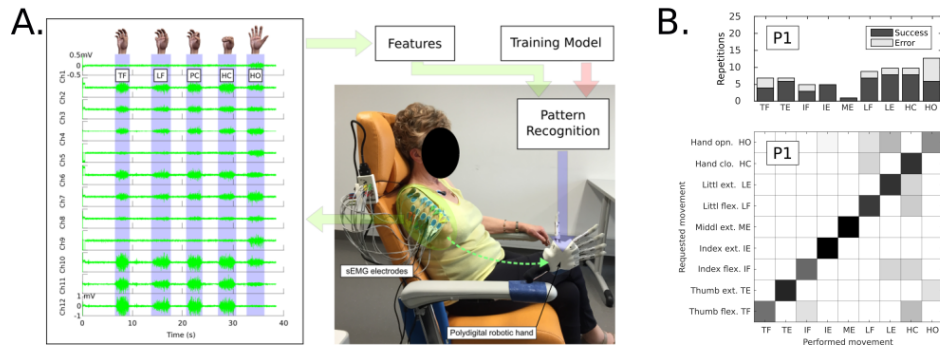 A.
0.5mV
0
-0.5
Ch1
Ch2
Ch3
Ch4
Ch5
Ch6
Ch7
Ch8
Ch9
Ch10
Ch11
Ch12
TF LF PC HC HO
1 mV
0
-1
0 10 20 30 40
Time (s)
Features
Training Model
Pattern
Recognition
sEMG electrodes
Polydigital robotic hand
B.
Repetitions
25
20
15
10
5
0
P1
Success
Error
TF TE IF IE ME LF LE HC HO
Requested movement
P1
Hand opn. HO
Hand clo. HC
Littl ext. LE
Littl flex. LF
Middl ext. ME
Index ext. IE
Index flex. IF
Thumb ext. TE
Thumb flex. TF
TF TE IF IE ME LF LE HC HO
Performed movement